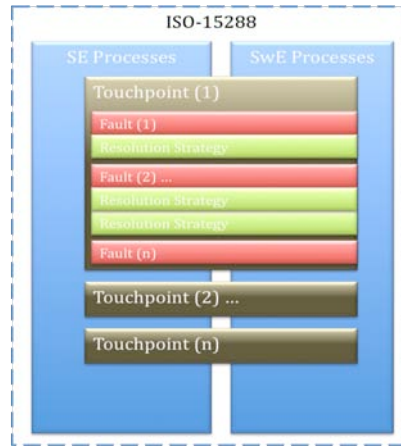 ISO-15288
SE Processes
SwE Processes
Touchpoint (1)
Fault (1)
Resolution Strategy
Fault (2) ...
Resolution Strategy
Resolution Strategy
Fault (n)
Touchpoint (2) ...
Touchpoint (n)